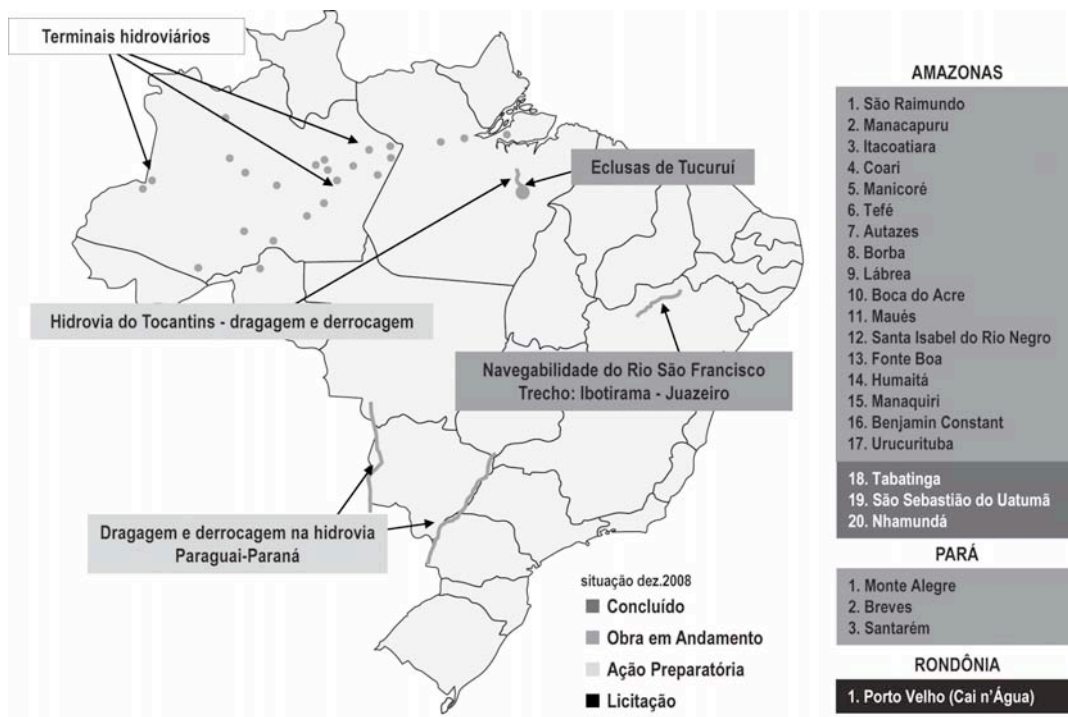 Terminais hidroviários
Eclusas de Tucuruí
Hidrovia do Tocantins - dragagem e derrocagem
Navegabilidade do Rio São Francisco
Trecho: Ibotirama - Juazeiro
Dragagem e derrocagem na hidrovia
Paraguai-Paraná
situação dez.2008
Concluído
Obra em Andamento
Ação Preparatória
Licitação
AMAZONAS
1. São Raimundo
2. Manacapuru
3. Itacoatiara
4. Coari
5. Manicoré
6. Tefé
7. Autazes
8. Borba
9. Lábrea
10. Boca do Acre
11. Maués
12. Santa Isabel do Rio Negro
13. Fonte Boa
14. Humaitá
15. Manaquiri
16. Benjamin Constant
17. Urucurituba
18. Tabatinga
19. São Sebastião do Uatumã
20. Nhamundá
PARÁ
1. Monte Alegre
2. Breves
3. Santarém
RONDÔNIA
1. Porto Velho (Cai n'Água)